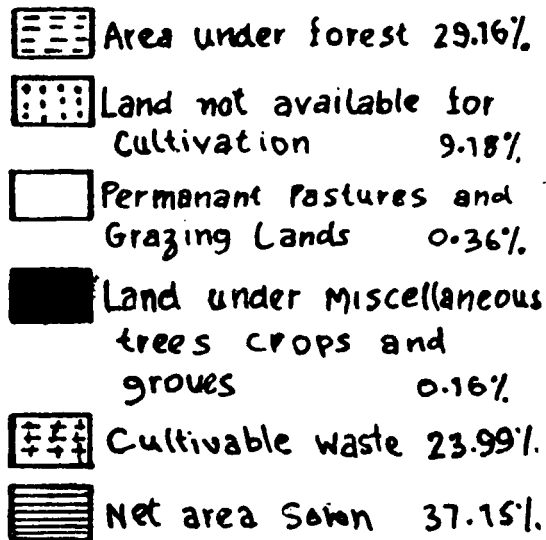 Area under forest 29.16%
Land not available for
Cultivation 9.18%
Permanant Pastures and
Grazing Lands 0.36%
Land under Miscellaneous
trees crops and
groves 0.16%
Cultivable waste 23.99%
Net area Sown 37.15%